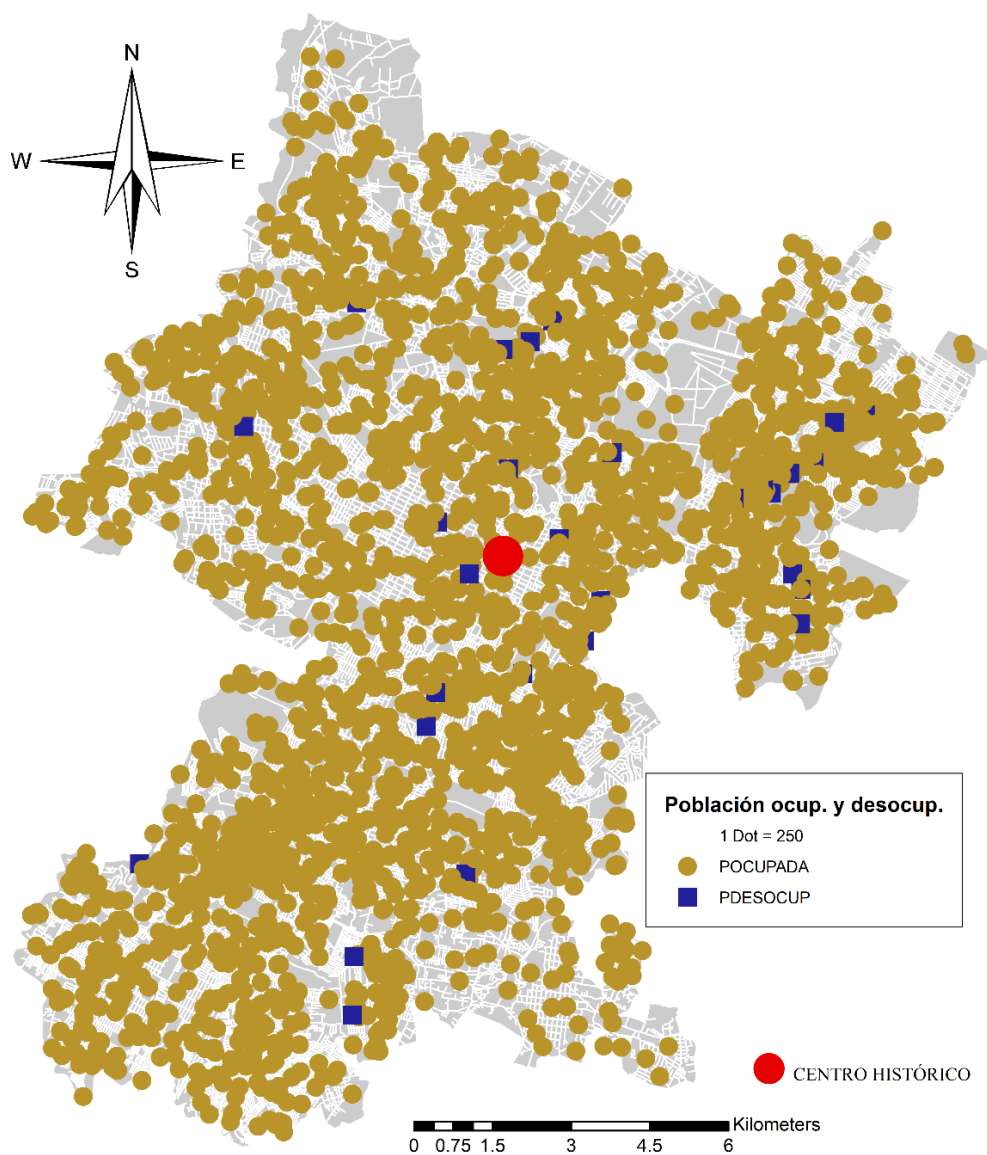 N
W
E
S
Población ocup. y desocup.
1 Dot = 250
POCUPADA
PDESOCUP
CENTRO HISTÓRICO
Kilometers
0 0.75 1.5 3 4.5 6